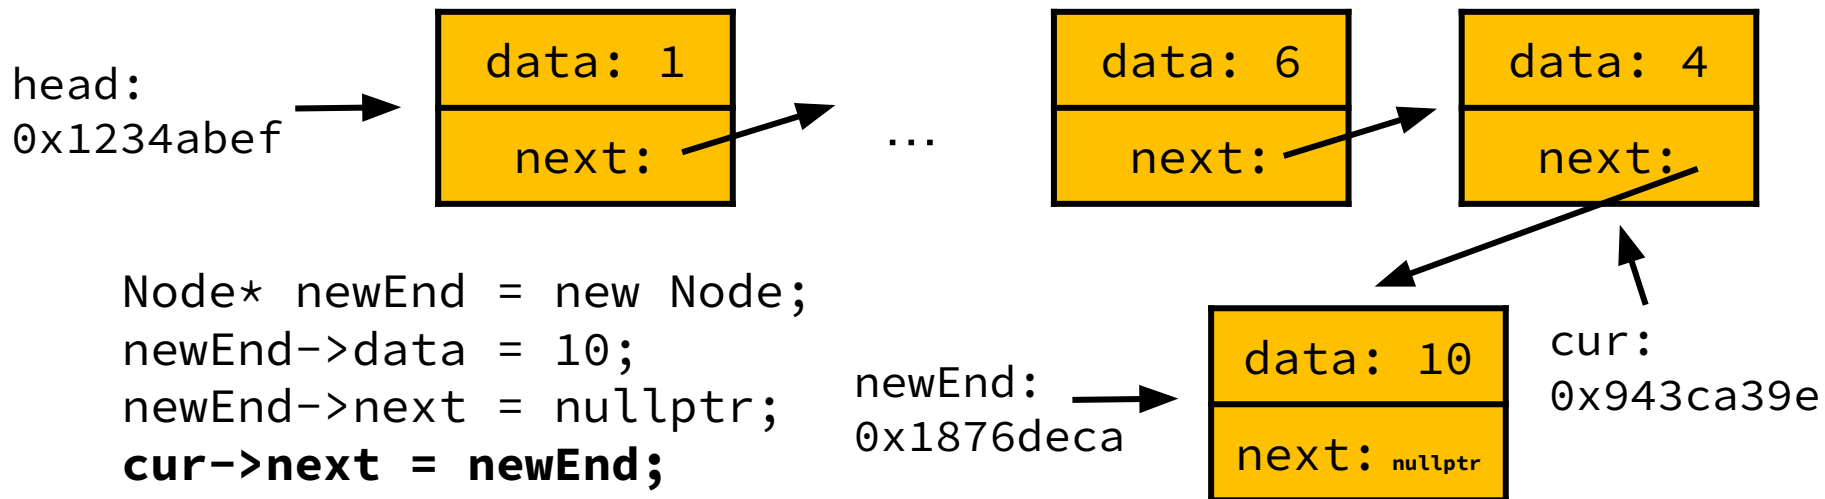 head:
0x1234abef
data: 1
next:
…
data: 6
next:
data: 4
next:
Node* newEnd = new Node;
newEnd->data = 10;
newEnd->next = nullptr;
cur->next = newEnd;
newEnd:
0x1876deca
data: 10
next: nullptr
cur:
0x943ca39e